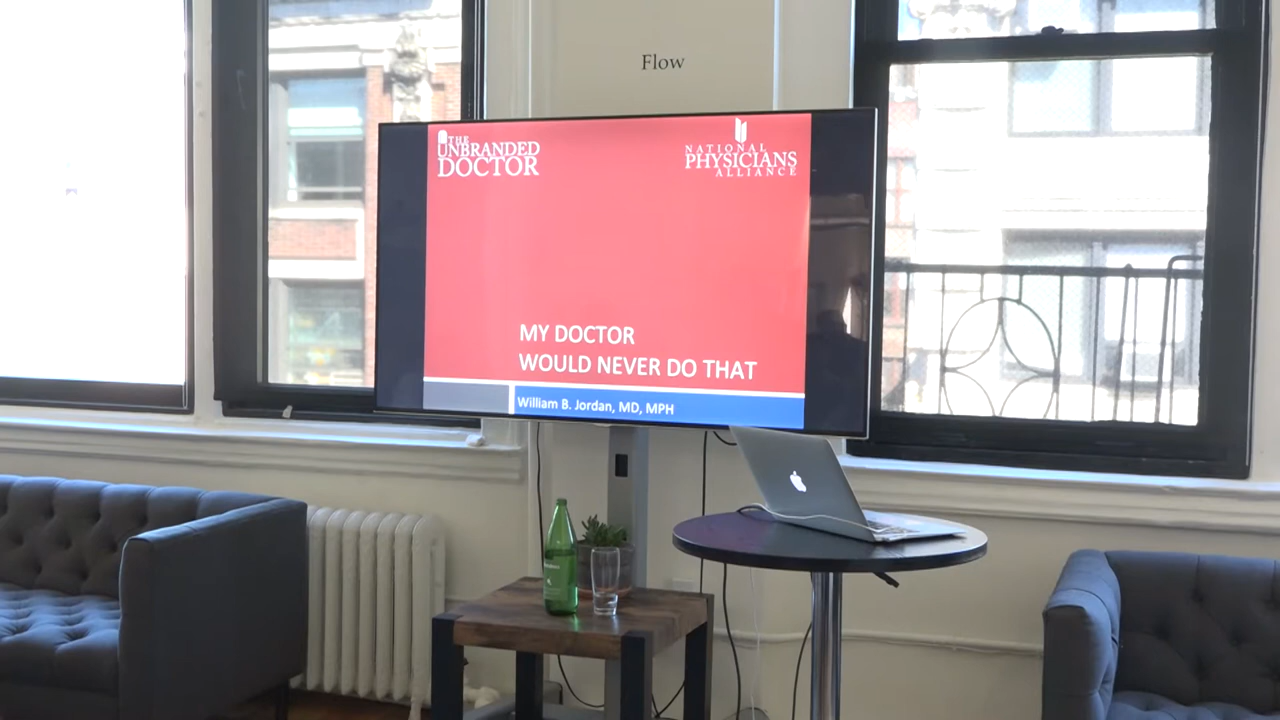 Flow
THE
UNBRANDED
DOCTOR
NATIONAL
PHYSICIANS
ALLIANCE
MY DOCTOR
WOULD NEVER DO THAT
William B. Jordan, MD, MPH